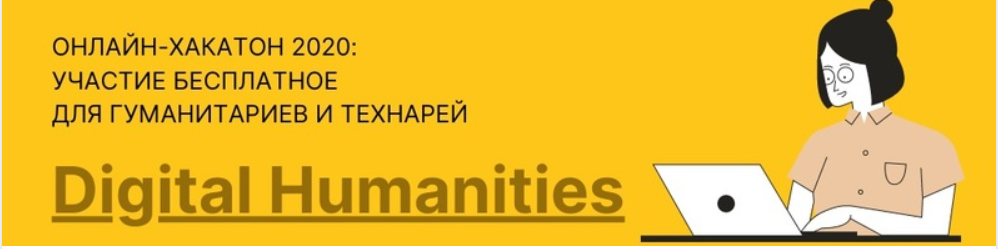 ОНЛАЙН-ХАКАТОН 2020:
УЧАСТИЕ БЕСПЛАТНОЕ
ДЛЯ ГУМАНИТАРИЕВ И ТЕХНАРЕЙ
Digital Humanities